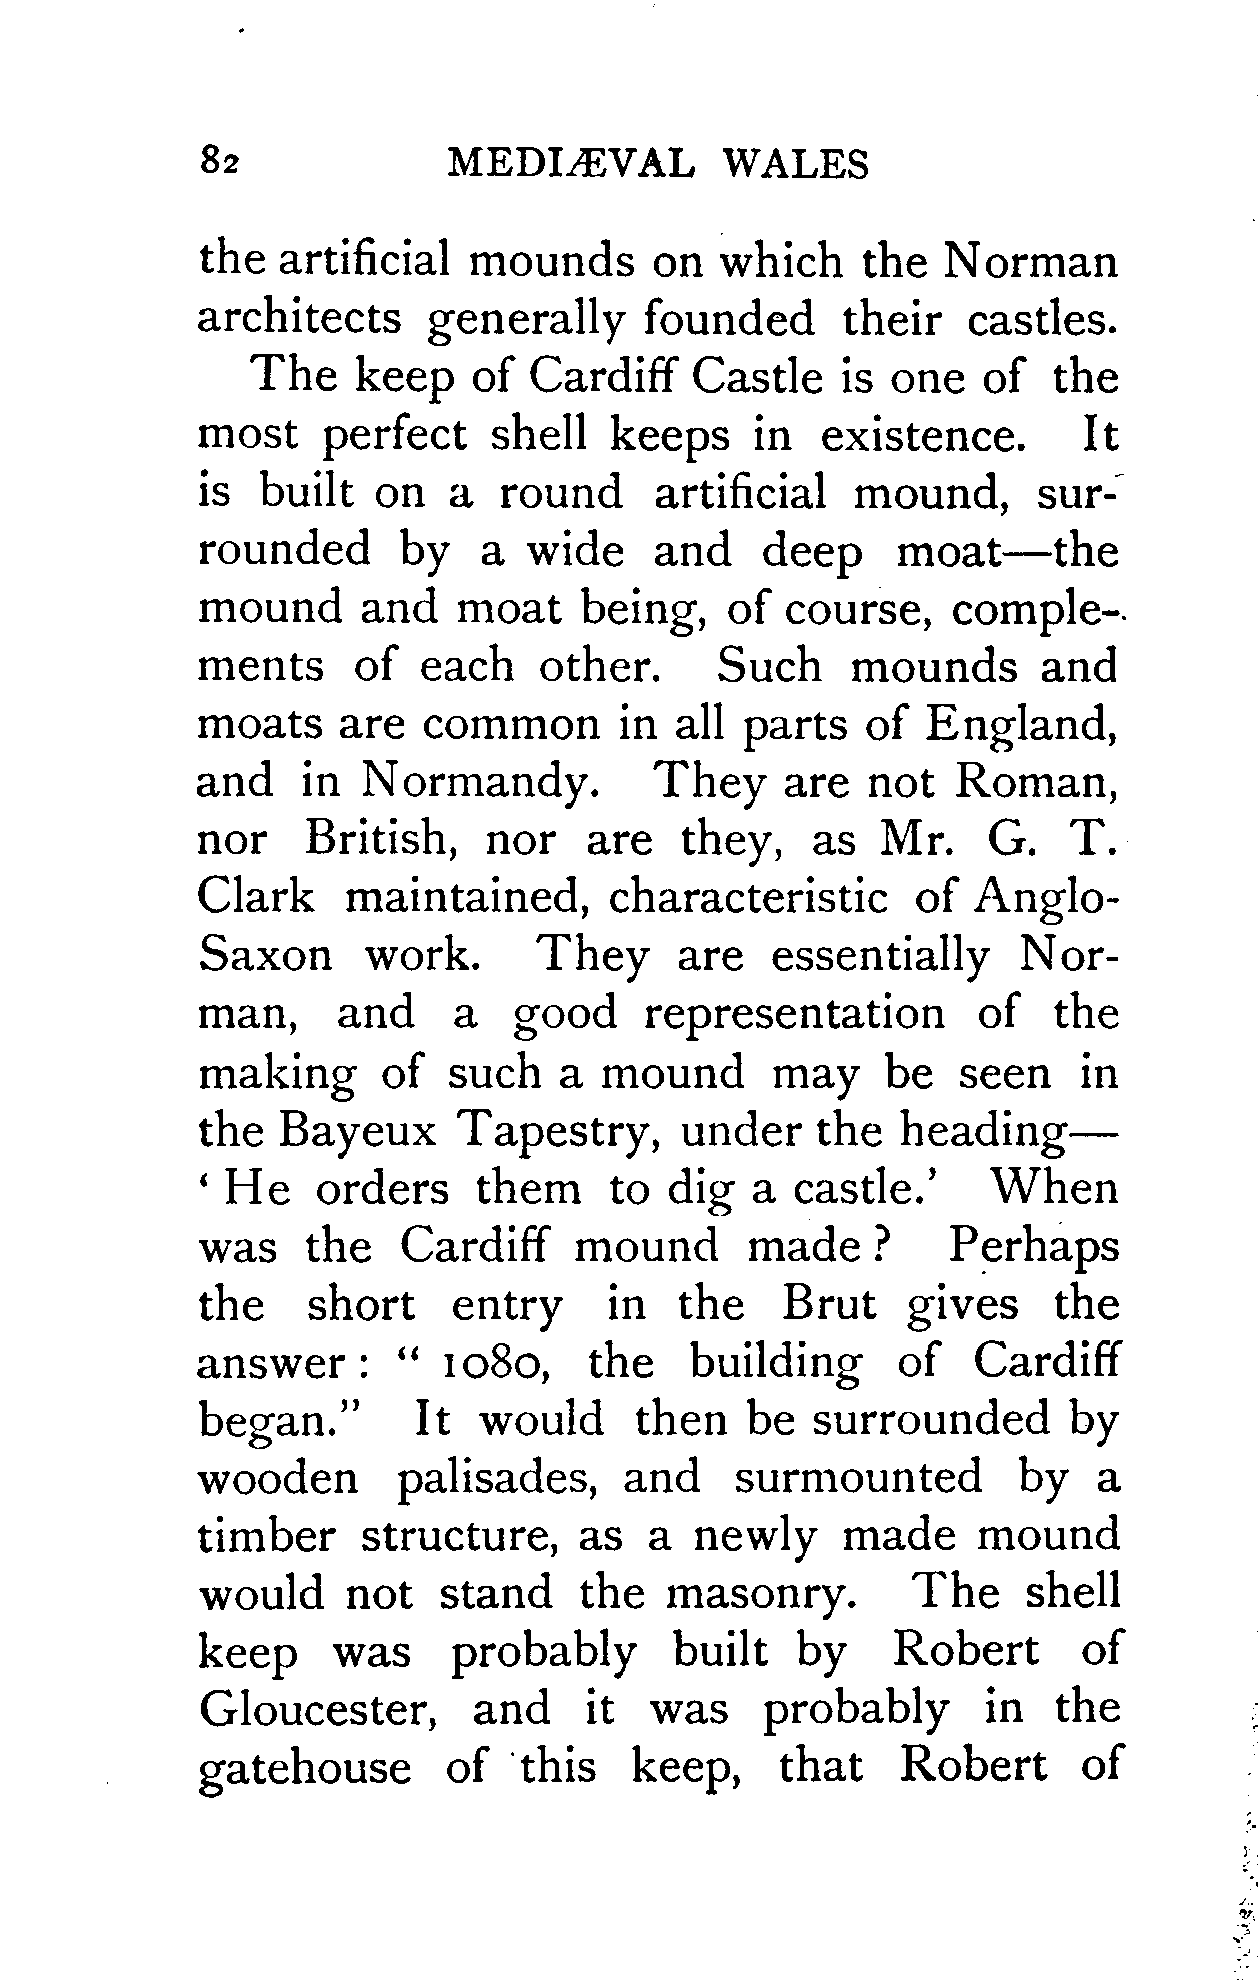 82 MEDIÆVAL WALES
the artificial mounds on which the Norman
architects generally founded their castles.
The keep of Cardiff Castle is one of the
most perfect shell keeps in existence. It
is built on a round artificial mound, sur-
rounded by a wide and deep moat—the
mound and moat being, of course, comple-
ments of each other. Such mounds and
moats are common in all parts of England,
and in Normandy. They are not Roman,
nor British, nor are they, as Mr. G. T.
Clark maintained, characteristic of Anglo-
Saxon work. They are essentially Nor-
man, and a good representation of the
making of such a mound may be seen in
the Bayeux Tapestry, under the heading—
‘ He orders them to dig a castle.’ When
was the Cardiff mound made ? Perhaps
the short entry in the Brut gives the
answer : “ 1080, the building of Cardiff
began.” It would then be surrounded by
wooden palisades, and surmounted by a
timber structure, as a newly made mound
would not stand the masonry. The shell
keep was probably built by Robert of
Gloucester, and it was probably in the
gatehouse of this keep, that Robert of